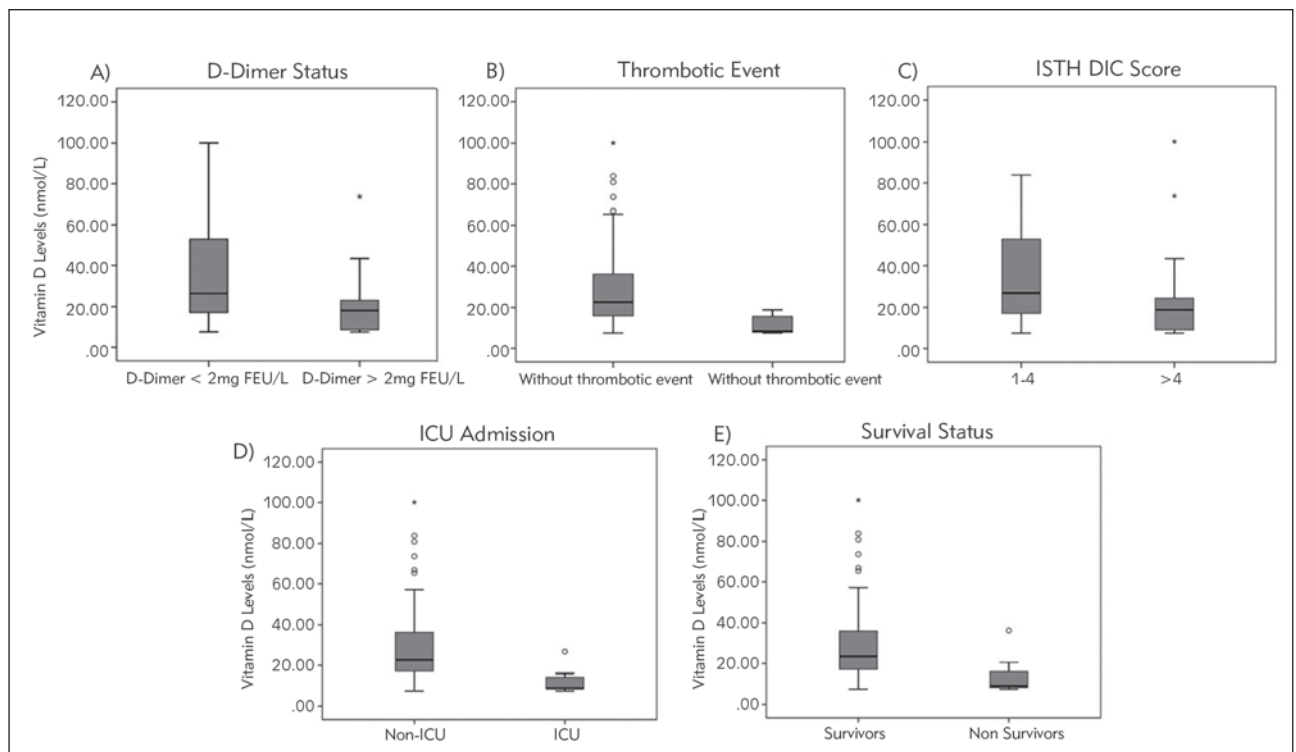 A)
D-Dimer Status
Vitamin D Levels (nmol/L)
120.00
100.00
80.00
60.00
40.00
20.00
.00
D-Dimer < 2mg FEU/L
D-Dimer > 2mg FEU/L
B)
Thrombotic Event
120.00
100.00
80.00
60.00
40.00
20.00
.00
Without thrombotic event
Without thrombotic event
C)
ISTH DIC Score
120.00
100.00
80.00
60.00
40.00
20.00
.00
1-4
>4
D)
ICU Admission
Vitamin D Levels (nmol/L)
120.00
100.00
80.00
60.00
40.00
20.00
.00
Non-ICU
ICU
E)
Survival Status
Vitamin D Levels (nmol/L)
120.00
100.00
80.00
60.00
40.00
20.00
.00
Survivors
Non Survivors